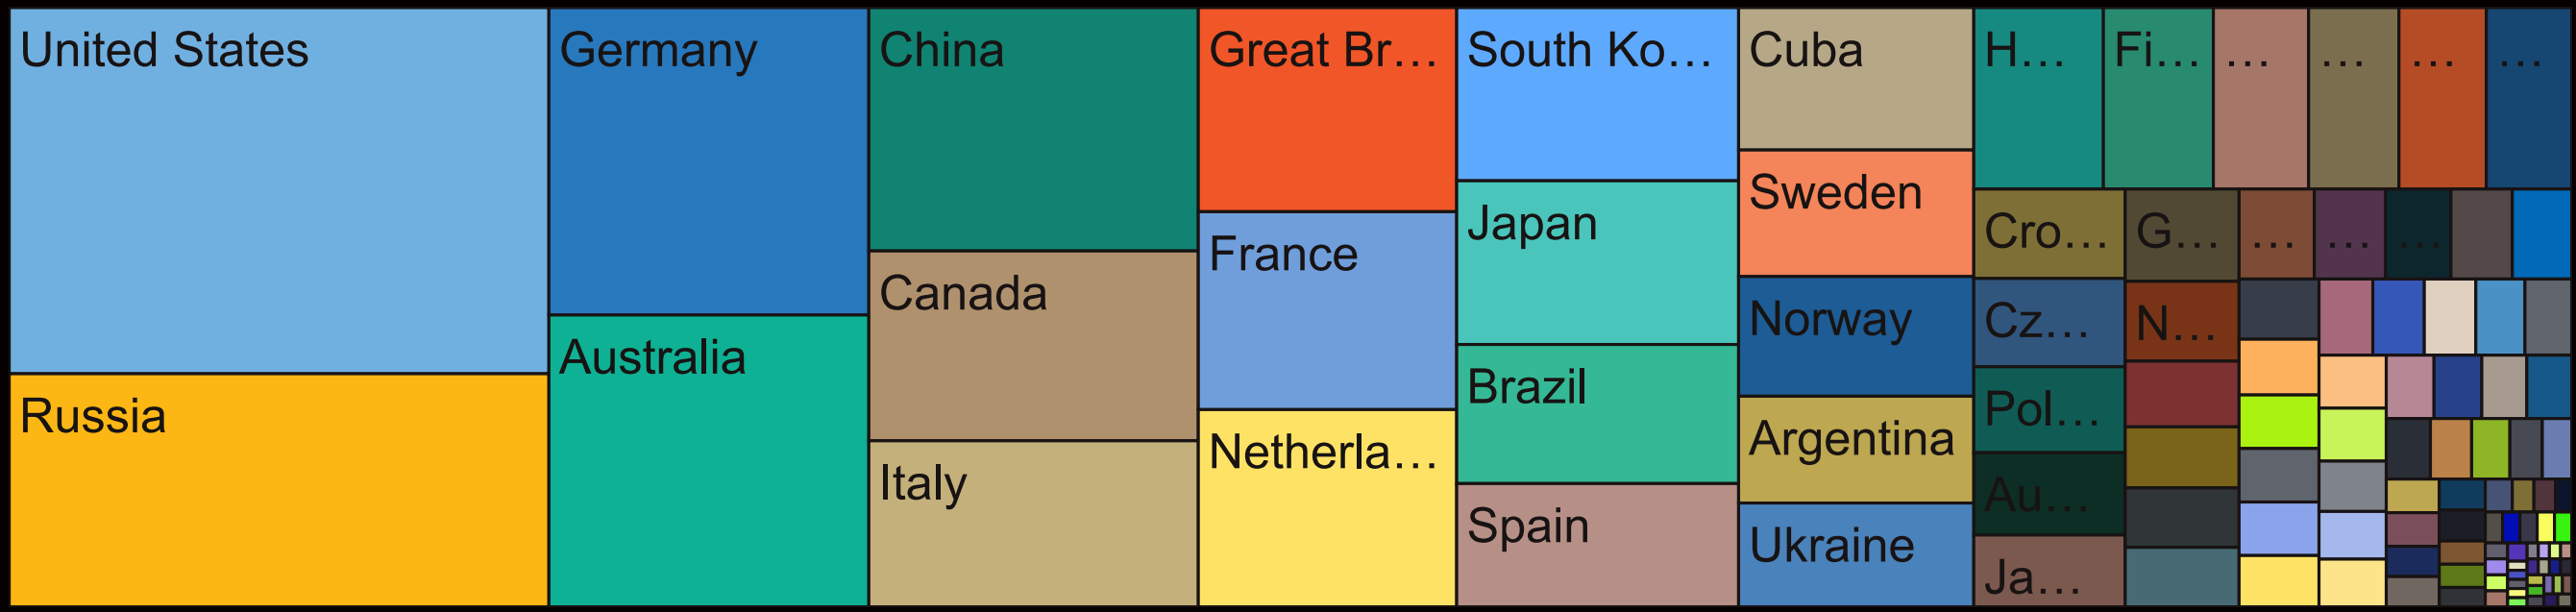 United States
Russia
Germany
Australia
China
Canada
Italy
Great Br...
France
Netherla...
South Ko...
Japan
Brazil
Spain
Cuba
Sweden
Norway
Argentina
Ukraine
H...
Fi...
...
...
...
...
Cro...
Cz...
Pol...
Au...
Ja...
G...
N...
...
...
...